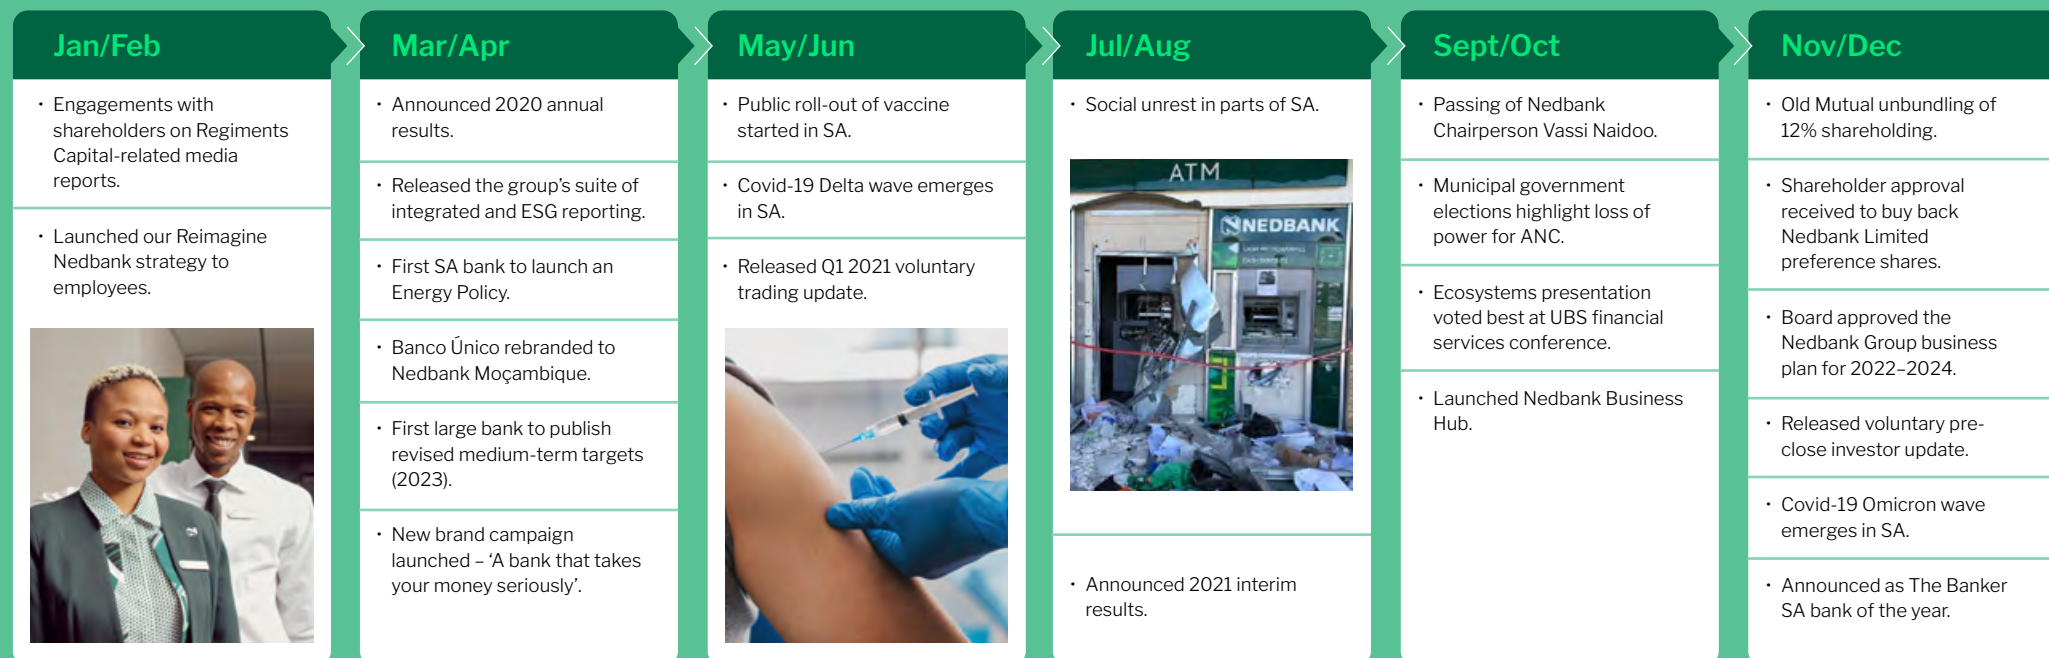 Jan/Feb
• Engagements with
shareholders on Regiments
Capital-related media
reports.
• Launched our Reimagine
Nedbank strategy to
employees.
Mar/Apr
• Announced 2020 annual
results.
• Released the group’s suite of
integrated and ESG reporting.
• First SA bank to launch an
Energy Policy.
• Banco Único rebranded to
Nedbank Moçambique.
• First large bank to publish
revised medium-term targets
(2023).
• New brand campaign
launched – ‘A bank that takes
your money seriously’.
May/Jun
• Public roll-out of vaccine
started in SA.
• Covid-19 Delta wave emerges
in SA.
• Released Q1 2021 voluntary
trading update.
Jul/Aug
• Social unrest in parts of SA.
ATM
NEDBANK
• Announced 2021 interim
results.
Sept/Oct
• Passing of Nedbank
Chairperson Vassi Naidoo.
• Municipal government
elections highlight loss of
power for ANC.
• Ecosystems presentation
voted best at UBS financial
services conference.
• Launched Nedbank Business
Hub.
Nov/Dec
• Old Mutual unbundling of
12% shareholding.
• Shareholder approval
received to buy back
Nedbank Limited
preference shares.
• Board approved the
Nedbank Group business
plan for 2022–2024.
• Released voluntary pre-
close investor update.
• Covid-19 Omicron wave
emerges in SA.
• Announced as The Banker
SA bank of the year.